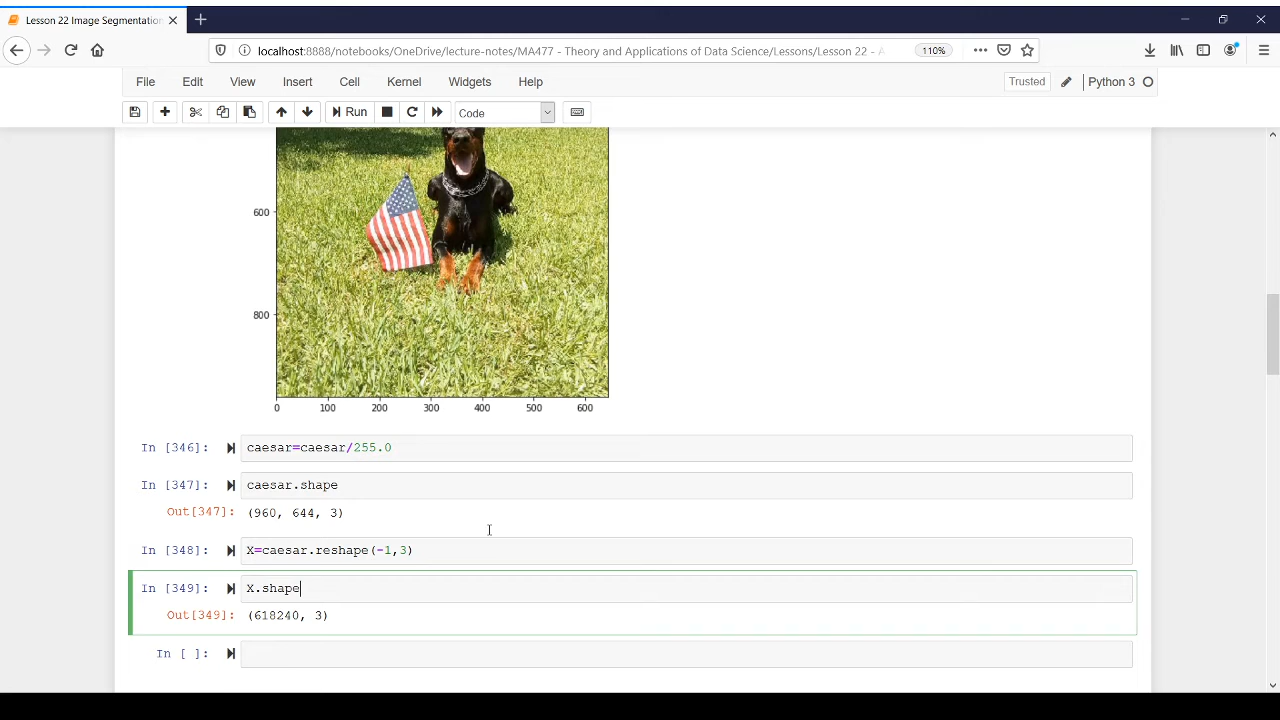 Lesson 22 Image Segmentation
localhost:8888/notebooks/OneDrive/lecture-notes/MA477 - Theory and Applications of Data Science/Lessons/Lesson 22 - A
110%
File Edit View Insert Cell Kernel Widgets Help
Trusted Python 3
Run Code
600
800
0 100 200 300 400 500 600
In [346]: caesar=caesar/255.0
In [347]: caesar.shape
Out[347]: (960, 644, 3)
In [348]: X=caesar.reshape(-1,3)
In [349]: X.shape
Out[349]: (618240, 3)
In [ ]: